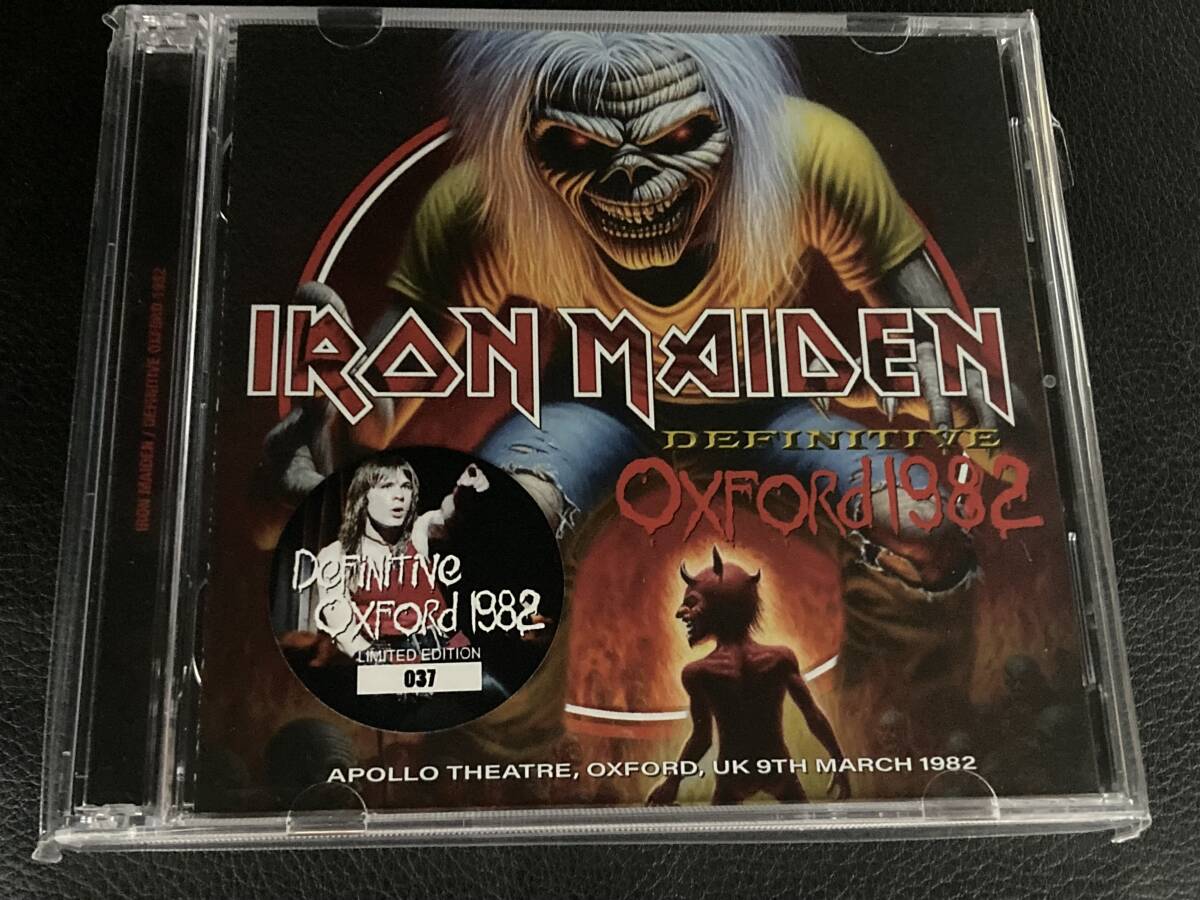 IRON MAIDEN / DEFINITIVE OXFORD 1982
IRON MAIDEN
DEFINITIVE
OXFORd 1982
DEFiNiTiVE
OXFORd 1982
LIMITED EDITION
037
APOLLO THEATRE, OXFORD, UK 9TH MARCH 1982